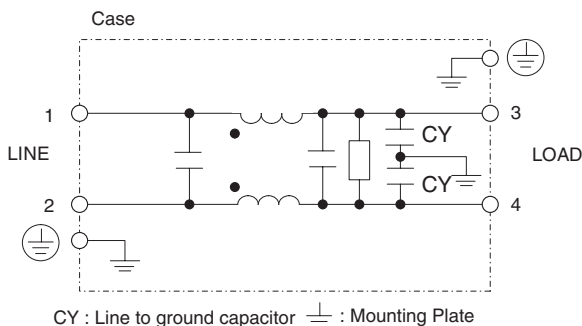 Case
1
3
CY
LINE
LOAD
CY
2
4
CY : Line to ground capacitor : Mounting Plate